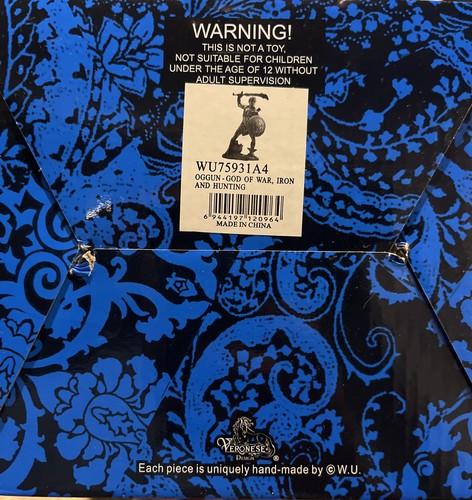 WARNING!
THIS IS NOT A TOY,
NOT SUITABLE FOR CHILDREN
UNDER THE AGE OF 12 WITHOUT
ADULT SUPERVISION
WU75931A4
OGGUN-GOD OF WAR, IRON
AND HUNTING
6 944197 120964
MADE IN CHINA
VERONESE
DESIGN
®
Each piece is uniquely hand-made by © W.U.